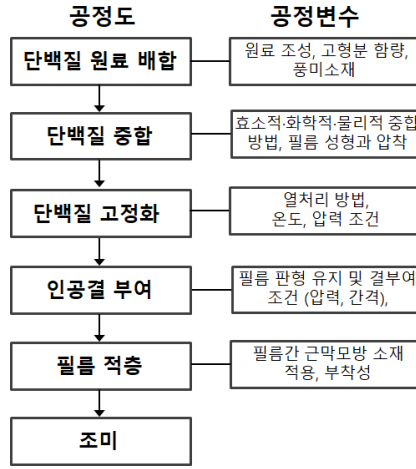 공정도
공정변수
단백질 원료 배합
원료 조성, 고형분 함량,
풍미소재
단백질 중합
효소적·화학적·물리적 중합
방법, 필름 성형과 압착
단백질 고정화
열처리 방법,
온도, 압력 조건
인공결 부여
필름 판형 유지 및 결부여
조건 (압력, 간격),
필름 적층
필름간 근막모방 소재
적용, 부착성
조미